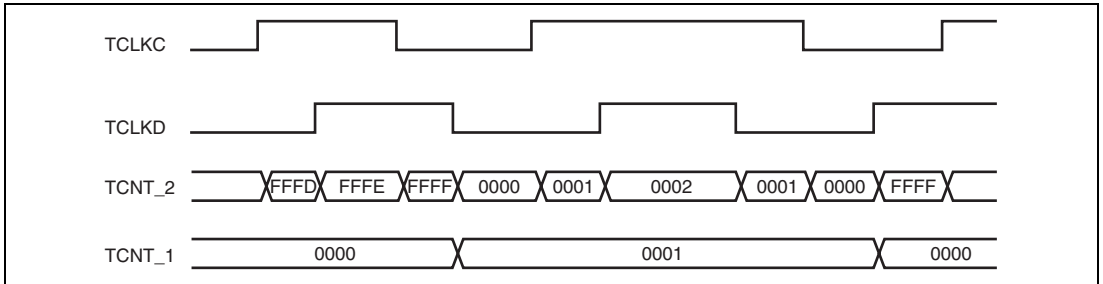 TCLKC
TCLKD
TCNT_2 FFFD FFFE FFFF 0000 0001 0002 0001 0000 FFFF
TCNT_1 0000 0001 0000